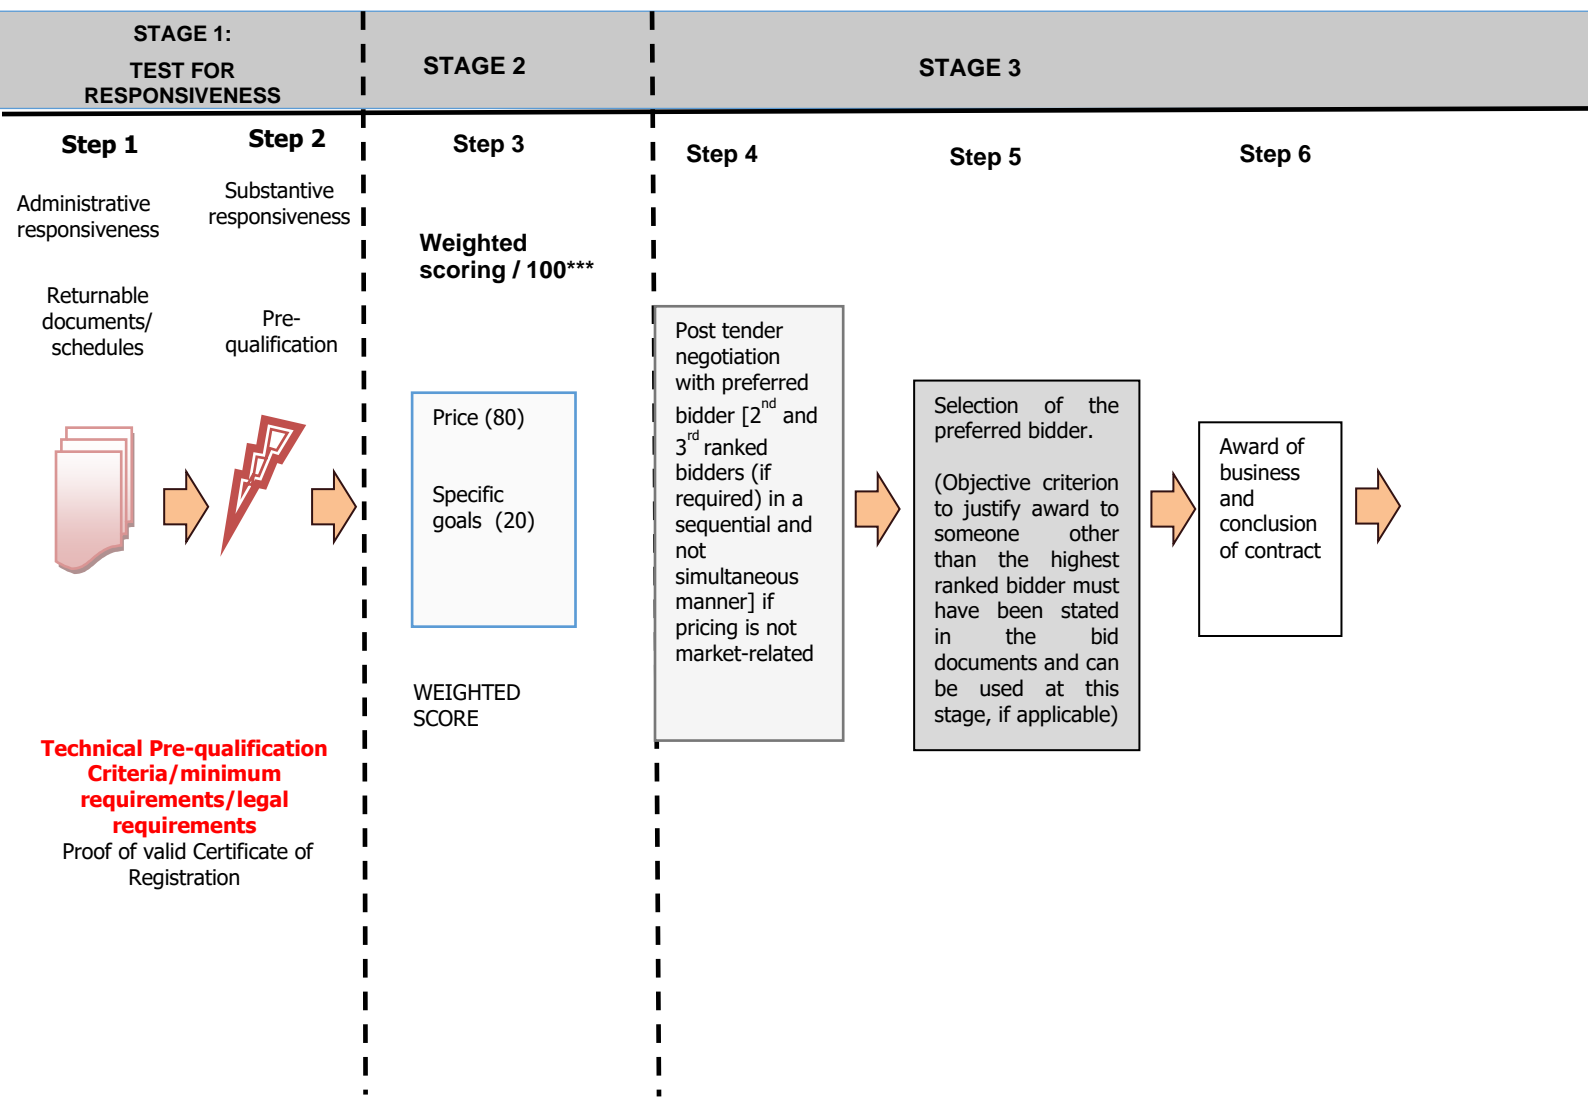 STAGE 1:
TEST FOR
RESPONSIVENESS
STAGE 2
STAGE 3
Step 1
Step 2
Step 3
Step 4
Step 5
Step 6
Administrative
responsiveness
Substantive
responsiveness
Returnable
documents/
schedules
Pre-
qualification
Technical Pre-qualification
Criteria/minimum
requirements/legal
requirements
Proof of valid Certificate of
Registration
Weighted
scoring / 100***
Price (80)
Specific
goals (20)
WEIGHTED
SCORE
Post tender
negotiation
with preferred
bidder [2nd and
3rd ranked
bidders (if
required) in a
sequential and
not
simultaneous
manner] if
pricing is not
market-related
Selection of the
preferred bidder.
(Objective criterion
to justify award to
someone other
than the highest
ranked bidder must
have been stated
in the bid
documents and can
be used at this
stage, if applicable)
Award of
business
and
conclusion
of contract